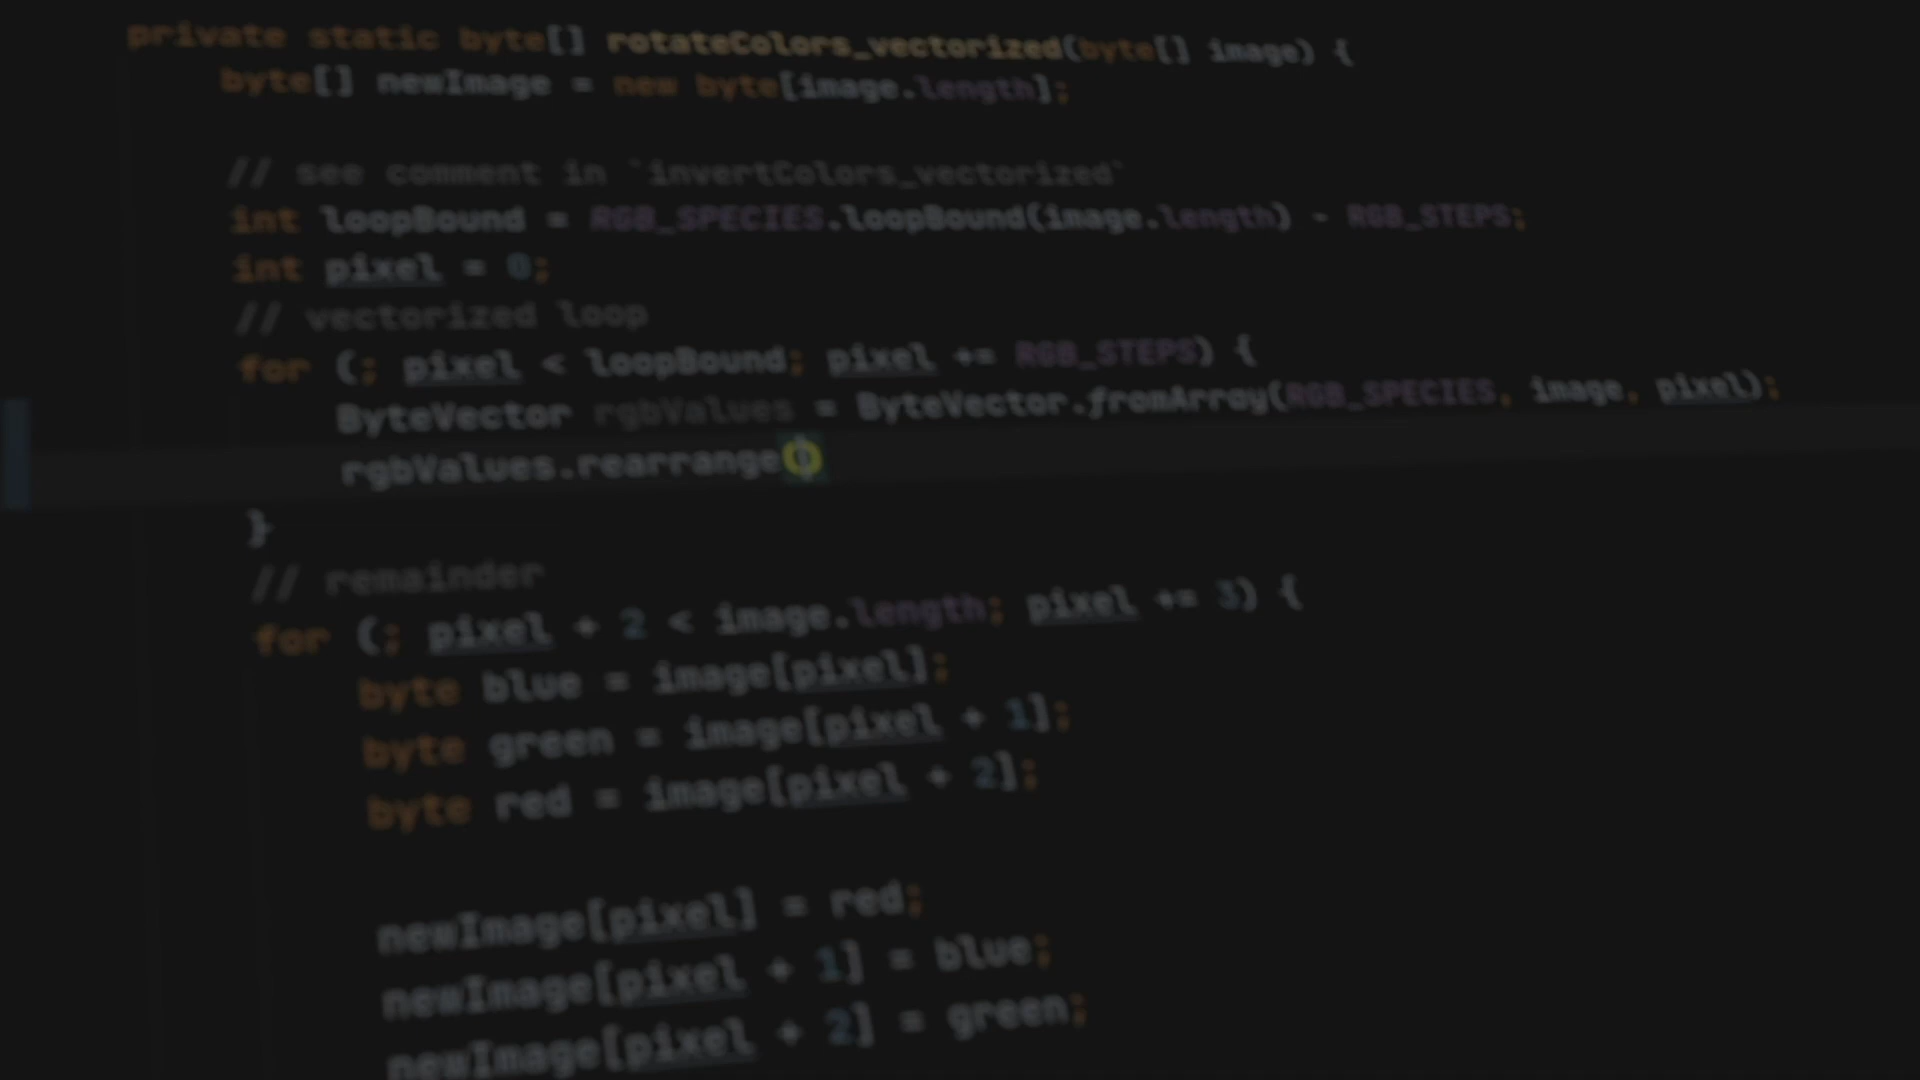 private static byte[] rotateColors_vectorized(byte[] image) {
byte[] newImage = new byte[image.length];
// see comment in `invertColors_vectorized`
int loopBound = RGB_SPECIES.loopBound(image.length) - RGB_STEPS;
int pixel = 0;
// vectorized loop
for (; pixel < loopBound; pixel += RGB_STEPS) {
ByteVector rgbValues = ByteVector.fromArray(RGB_SPECIES, image, pixel);
rgbValues.rearrange()
}
// remainder
for (; pixel + 2 < image.length; pixel += 3) {
byte blue = image[pixel];
byte green = image[pixel + 1];
byte red = image[pixel + 2];
newImage[pixel] = red;
newImage[pixel + 1] = blue;
newImage[pixel + 2] = green;